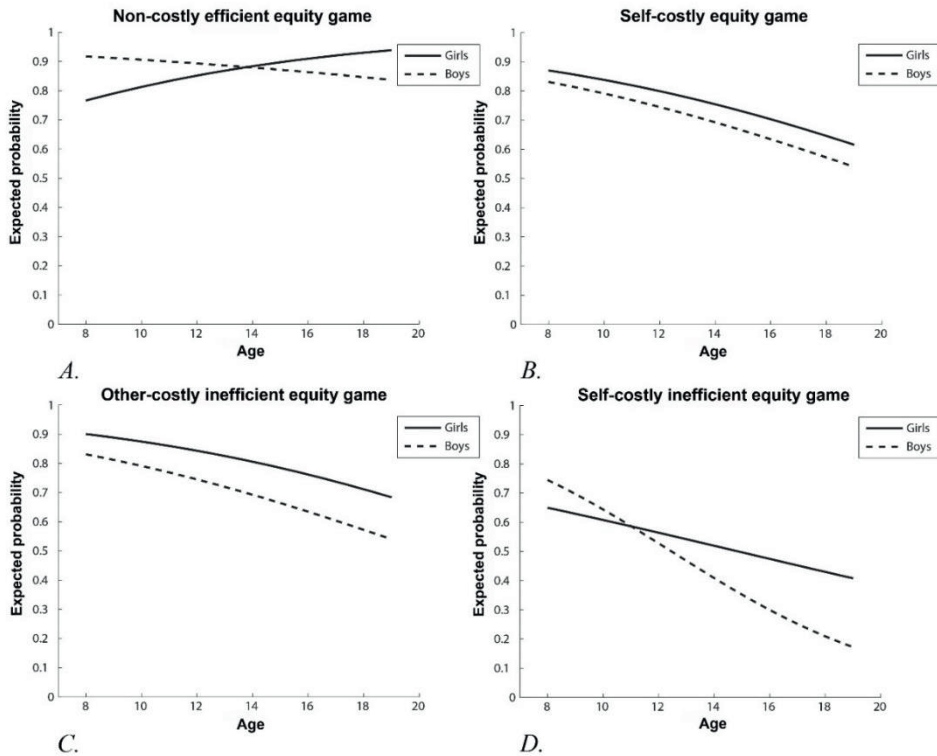 Non-costly efficient equity game
Expected probability
1
0.9
0.8
0.7
0.6
0.5
0.4
0.3
0.2
0.1
0
Girls
Boys
8 10 12 14 16 18 20
Age
A.
Self-costly equity game
Expected probability
1
0.9
0.8
0.7
0.6
0.5
0.4
0.3
0.2
0.1
0
Girls
Boys
8 10 12 14 16 18 20
Age
B.
Other-costly inefficient equity game
Expected probability
1
0.9
0.8
0.7
0.6
0.5
0.4
0.3
0.2
0.1
0
Girls
Boys
8 10 12 14 16 18 20
Age
C.
Self-costly inefficient equity game
Expected probability
1
0.9
0.8
0.7
0.6
0.5
0.4
0.3
0.2
0.1
0
Girls
Boys
8 10 12 14 16 18 20
Age
D.